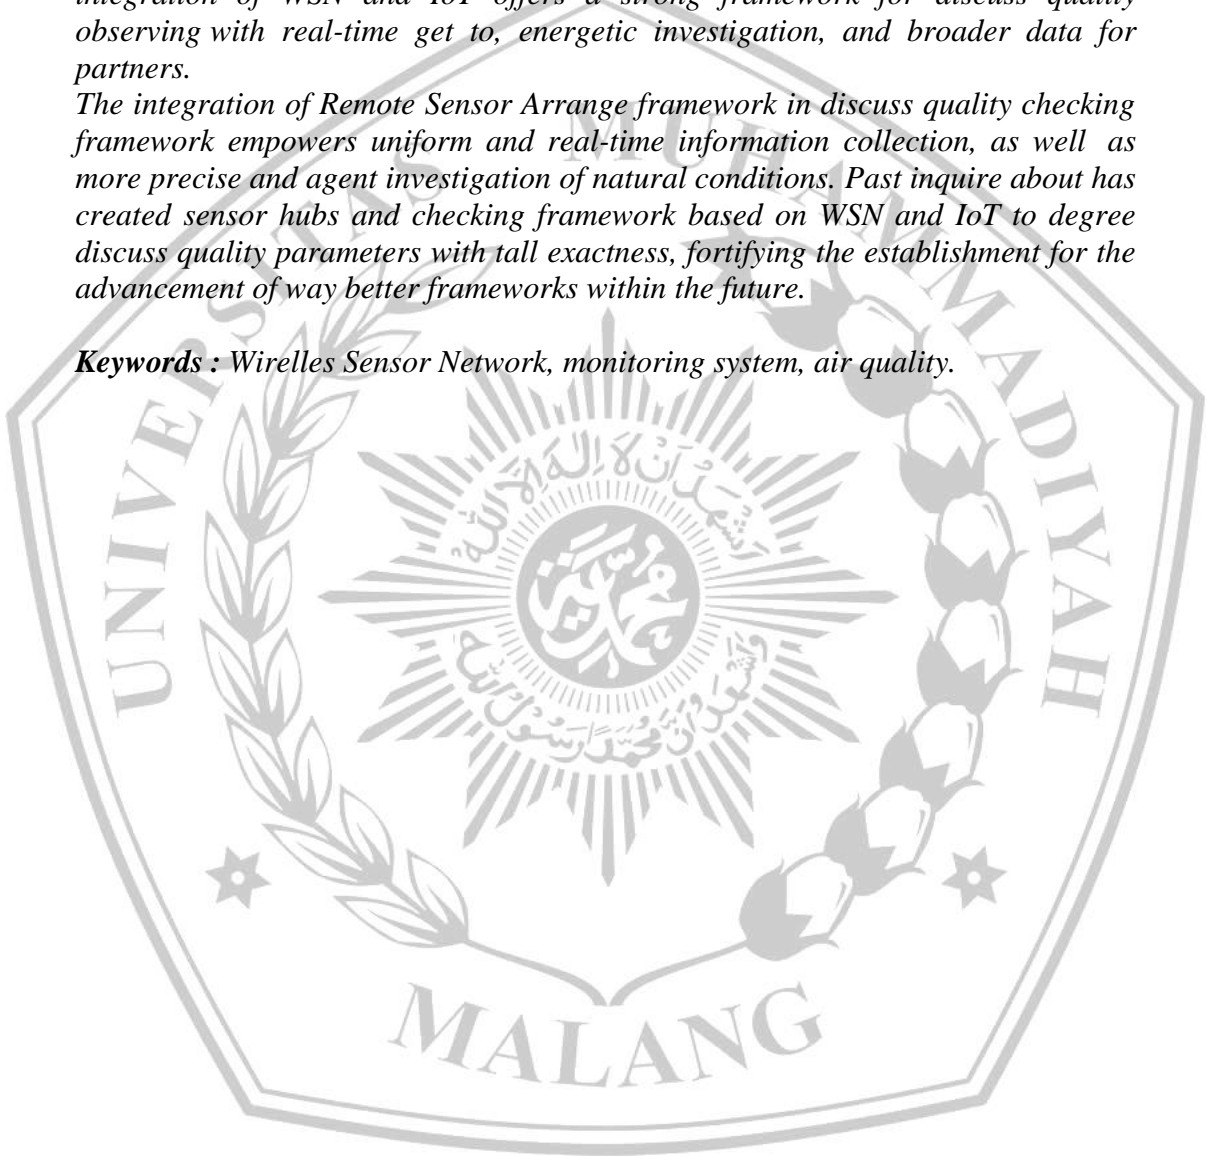 integration of WSN and IoT offers a strong framework for discuss quality
observing with real-time get to, energetic investigation, and broader data for
partners.
The integration of Remote Sensor Arrange framework in discuss quality checking
framework empowers uniform and real-time information collection, as well as
more precise and agent investigation of natural conditions. Past inquire about has
created sensor hubs and checking framework based on WSN and IoT to degree
discuss quality parameters with tall exactness, fortifying the establishment for the
advancement of way better frameworks within the future.
Keywords : Wirelles Sensor Network, monitoring system, air quality.
UNIVERSITAS MUHAMMADIYAH
MALANG